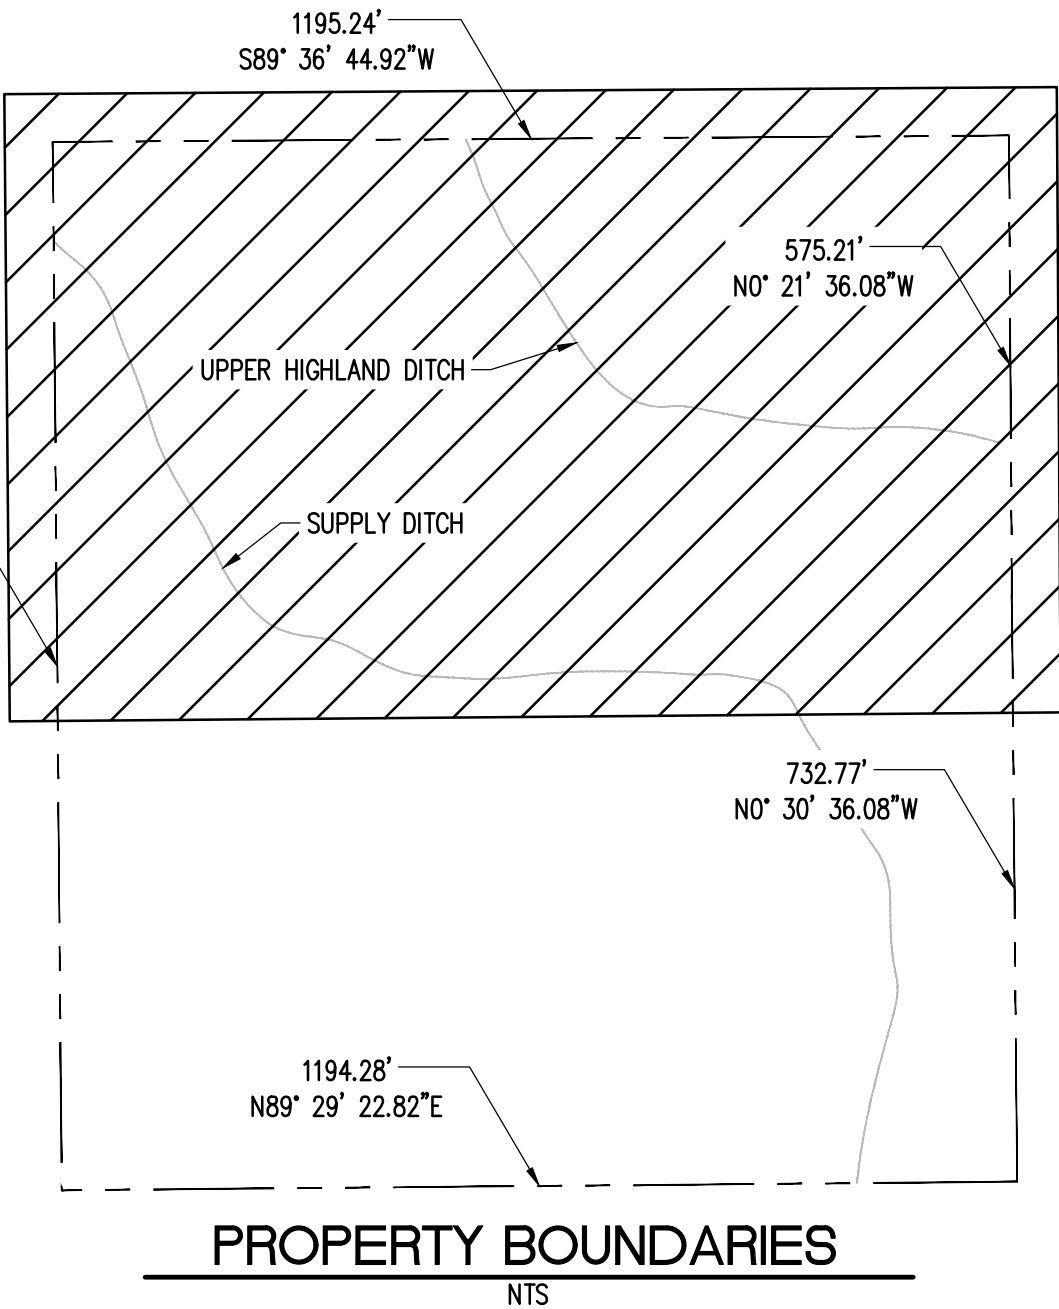 1195.24'
S89° 36' 44.92"W
575.21'
N0° 21' 36.08"W
UPPER HIGHLAND DITCH
SUPPLY DITCH
732.77'
N0° 30' 36.08"W
1194.28'
N89° 29' 22.82"E
PROPERTY BOUNDARIES
NTS